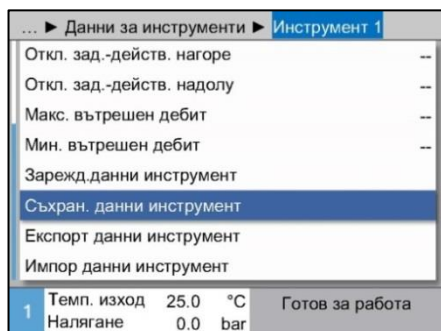 ... ► Данни за инструменти ► Инструмент 1
Откл. зад.-действ. нагоре --
Откл. зад.-действ. надолу --
Макс. вътрешен дебит --
Мин. вътрешен дебит --
Зарежд.данни инструмент
Съхран. данни инструмент
Експорт данни инструмент
Импор данни инструмент
1 Темп. изход 25.0 °C Готов за работа
Налягане 0.0 bar